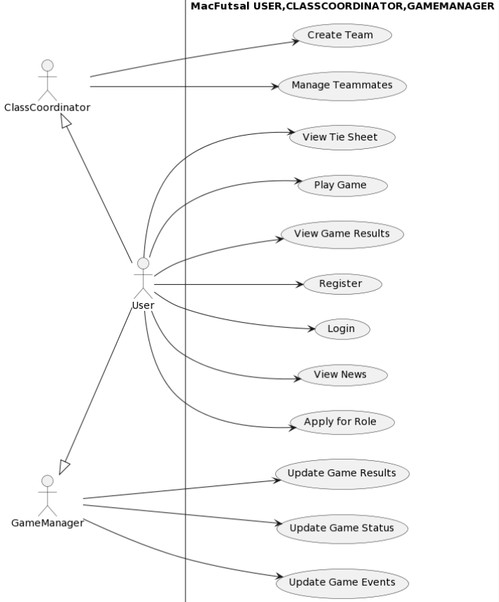 MacFutsal USER,CLASSCOORDINATOR,GAMEMANAGER
Create Team
Manage Teammates
ClassCoordinator
View Tie Sheet
Play Game
View Game Results
Register
User
Login
View News
Apply for Role
Update Game Results
GameManager
Update Game Status
Update Game Events